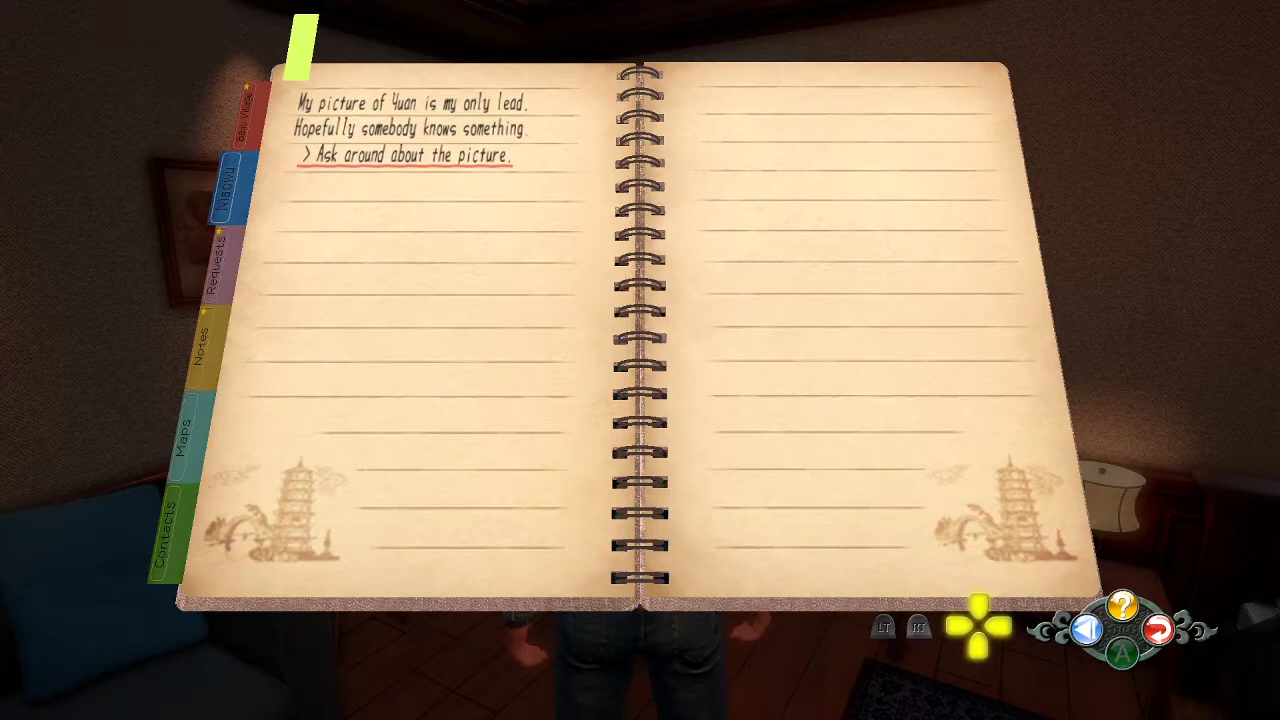 My picture of Yuan is my only lead.
Hopefully somebody knows something.
> Ask around about the picture.
Bailu Village
Niaowu
Requests
Notes
Maps
Contacts
LT
RT
?
A